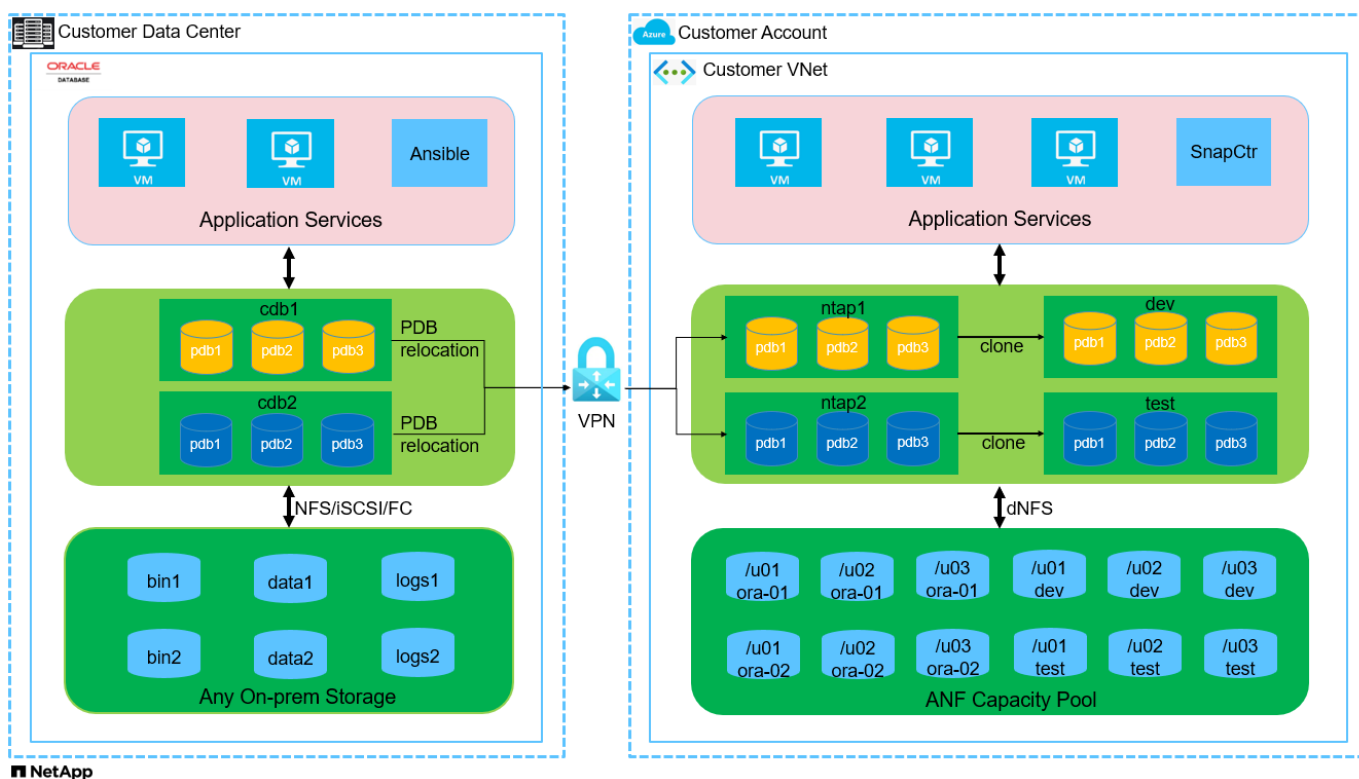 Customer Data Center
ORACLE
DATABASE
VM
VM
Ansible
Application Services
cdb1
pdb1
pdb2
pdb3
PDB
relocation
cdb2
pdb1
pdb2
pdb3
PDB
relocation
NFS/iSCSI/FC
bin1
data1
logs1
bin2
data2
logs2
Any On-prem Storage
VPN
Azure
Customer Account
Customer VNet
VM
VM
VM
SnapCtr
Application Services
ntap1
pdb1
pdb2
pdb3
clone
dev
pdb1
pdb2
pdb3
ntap2
pdb1
pdb2
pdb3
clone
test
pdb1
pdb2
pdb3
dNFS
/u01
ora-01
/u02
ora-01
/u03
ora-01
/u01
dev
/u02
dev
/u03
dev
/u01
ora-02
/u02
ora-02
/u03
ora-02
/u01
test
/u02
test
/u03
test
ANF Capacity Pool
NetApp